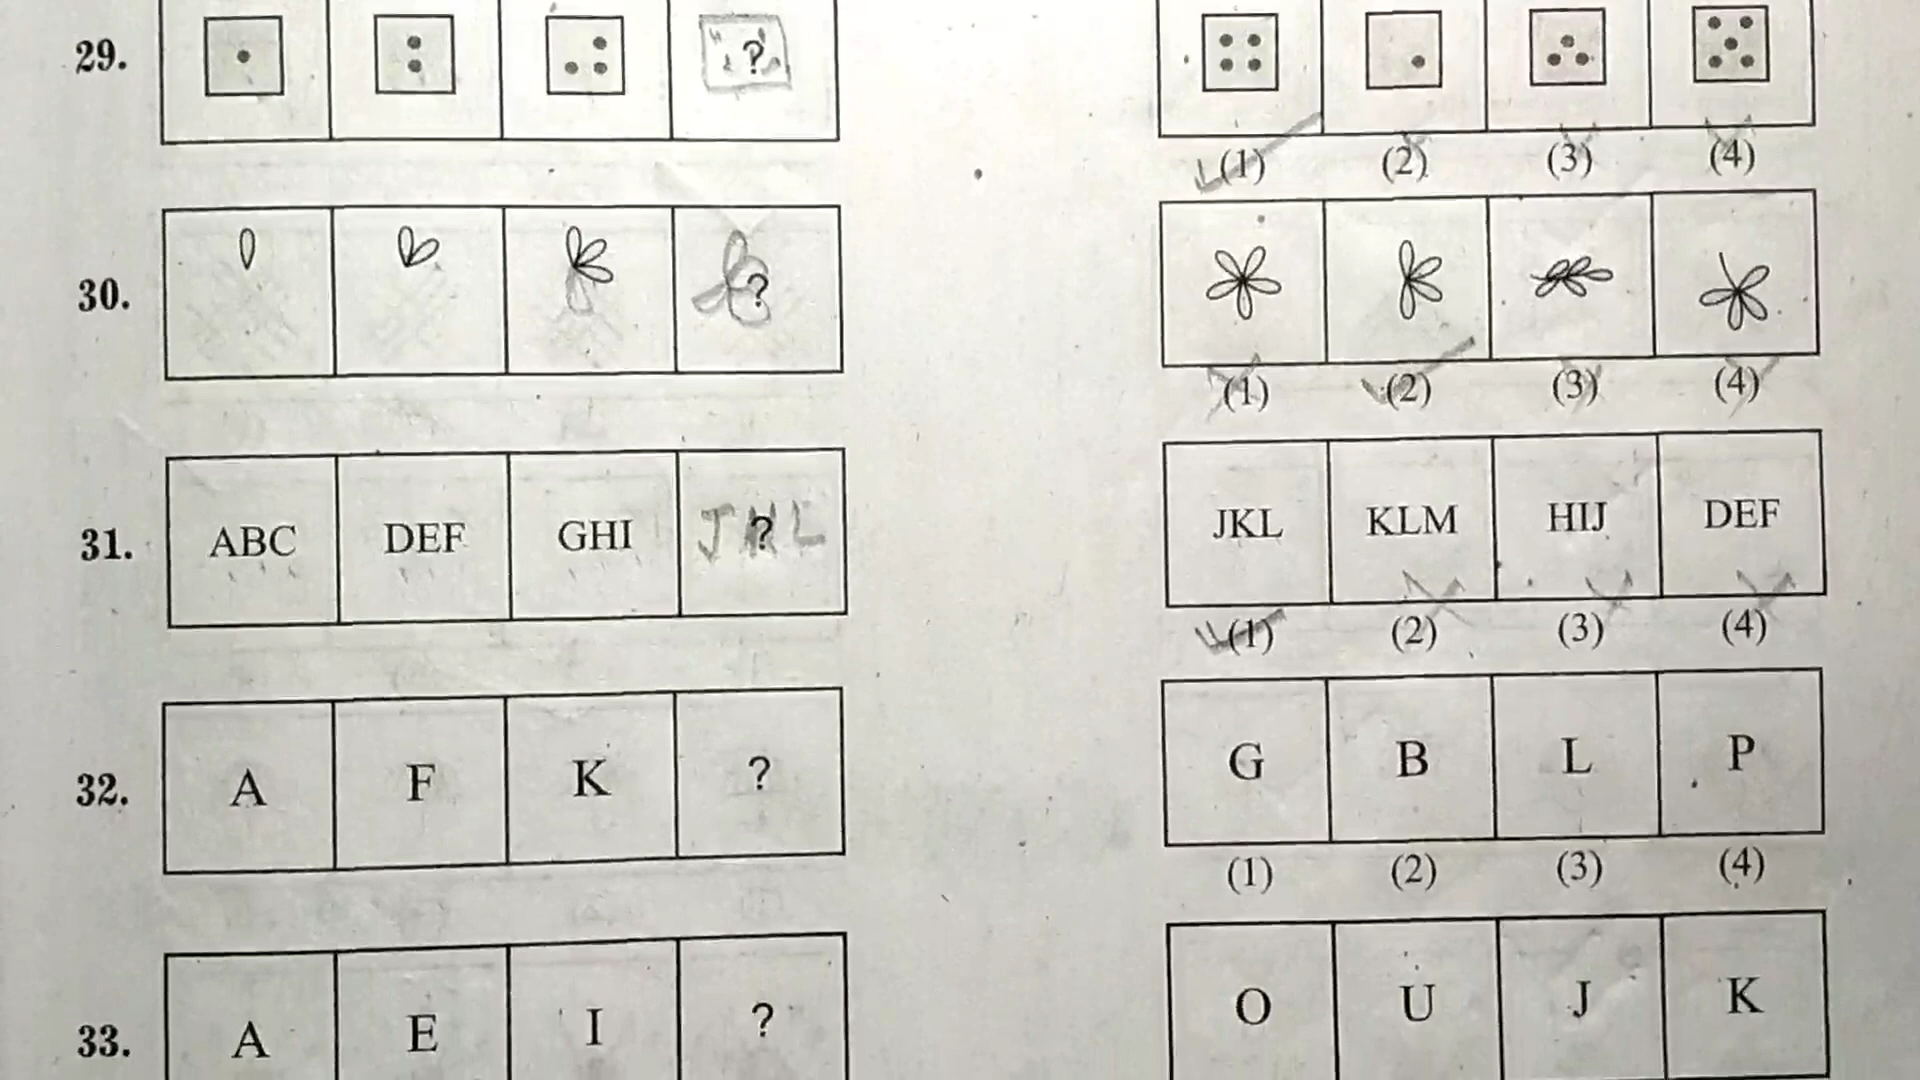 29. ?
(1) (2) (3) (4)
30. ?
(1) (2) (3) (4)
31. ABC DEF GHI ? JKL KLM HIJ DEF
(1) (2) (3) (4)
32. A F K ? G B L P
(1) (2) (3) (4)
33. A E I ? O U J K